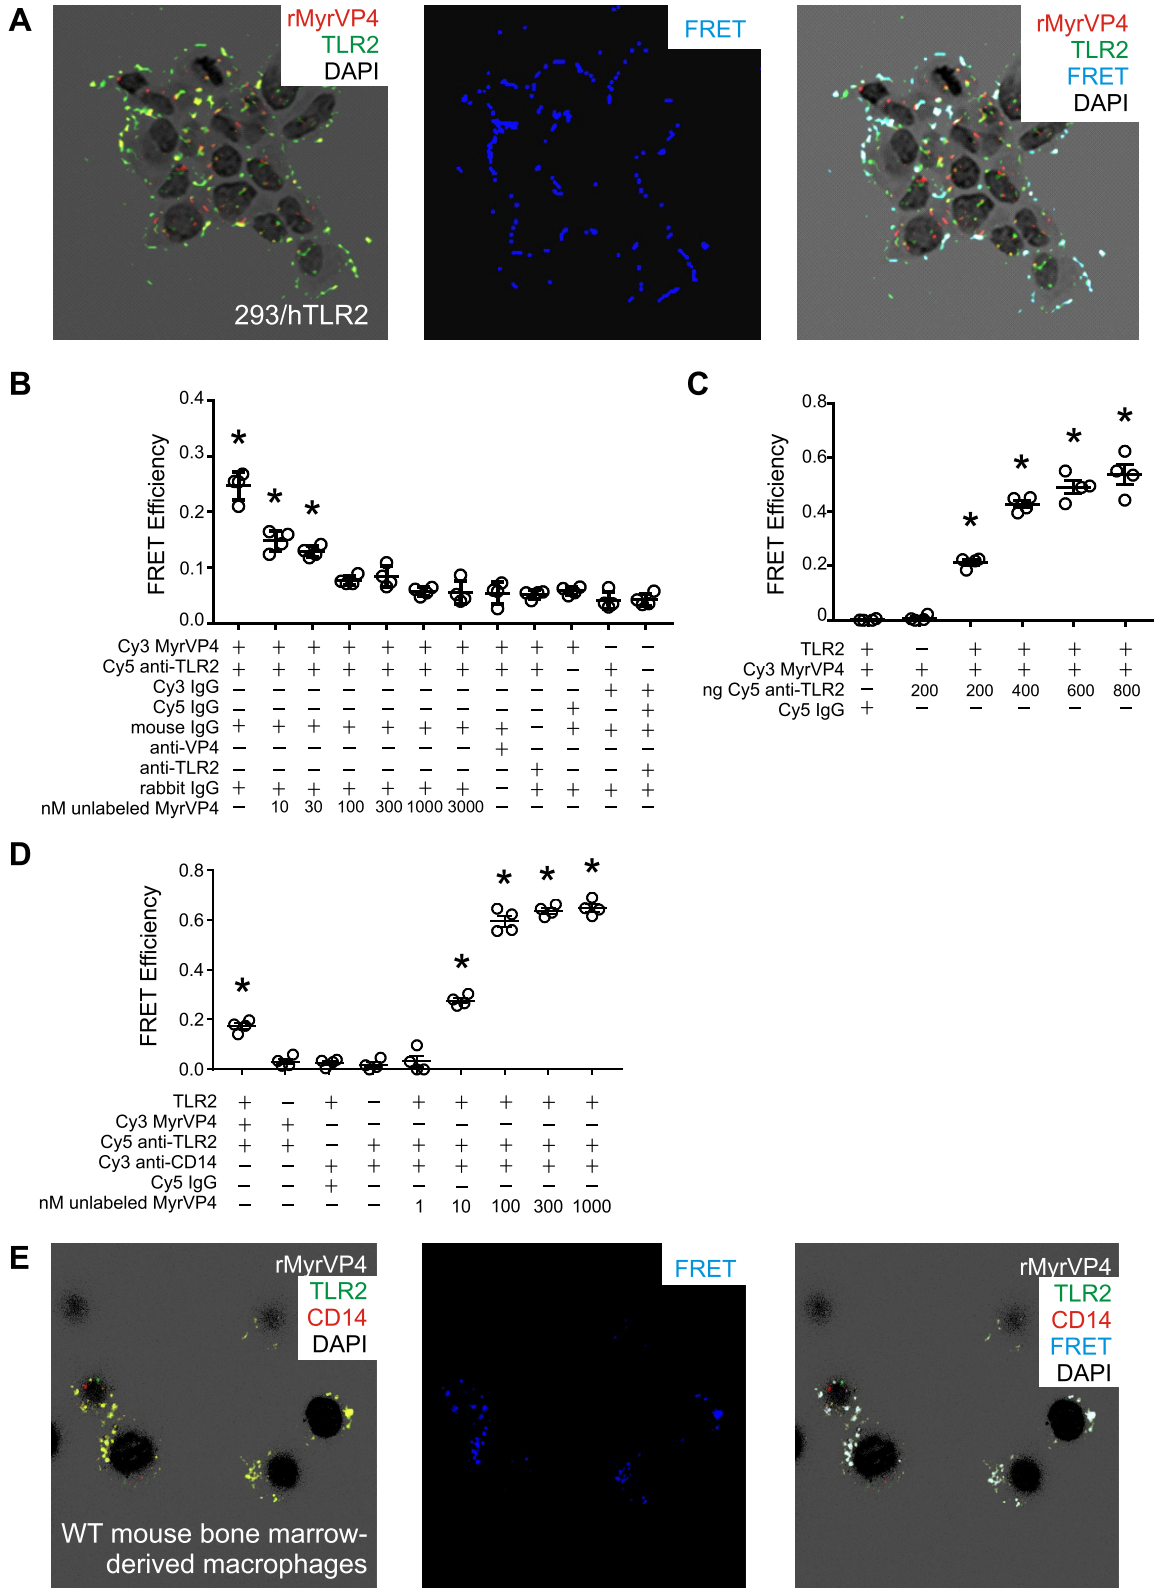 A
rMyrVP4
TLR2
DAPI
293/hTLR2
FRET
rMyrVP4
TLR2
FRET
DAPI
B
FRET Efficiency
0.4
0.3
0.2
0.1
0.0
Cy3 MyrVP4 + + + + + + + + + + – –
Cy5 anti-TLR2 + + + + + + + + + – + –
Cy3 IgG – – – – – – – – – – + +
Cy5 IgG – – – – – – – – – + – +
mouse IgG + + + + + + + + – + + +
anti-VP4 – – – – – – – + – – – –
anti-TLR2 – – – – – – – – + – – +
rabbit IgG + + + + + + + – + + + +
nM unlabeled MyrVP4 – 10 30 100 300 1000 3000 – – – – –
* * *
C
FRET Efficiency
0.8
0.6
0.4
0.2
0
* * * *
TLR2 + – + + + +
Cy3 MyrVP4 + + + + + +
ng Cy5 anti-TLR2 – 200 200 400 600 800
Cy5 IgG + – – – – –
D
FRET Efficiency
0.8
0.6
0.4
0.2
0.0
* * * * *
TLR2 + – + – + + + + +
Cy3 MyrVP4 + + – – – – – – –
Cy5 anti-TLR2 + + – + + + + + +
Cy3 anti-CD14 – – + + + + + + +
Cy5 IgG – – + – – – – – –
nM unlabeled MyrVP4 – – – – 1 10 100 300 1000
E
rMyrVP4
TLR2
CD14
DAPI
WT mouse bone marrow-
derived macrophages
FRET
rMyrVP4
TLR2
CD14
FRET
DAPI